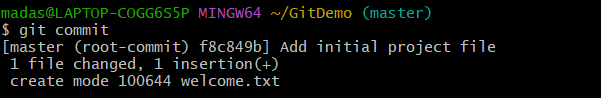 madas@LAPTOP-COGG6S5P MINGW64 ~/GitDemo (master)
$ git commit
[master (root-commit) f8c849b] Add initial project file
 1 file changed, 1 insertion(+)
 create mode 100644 welcome.txt